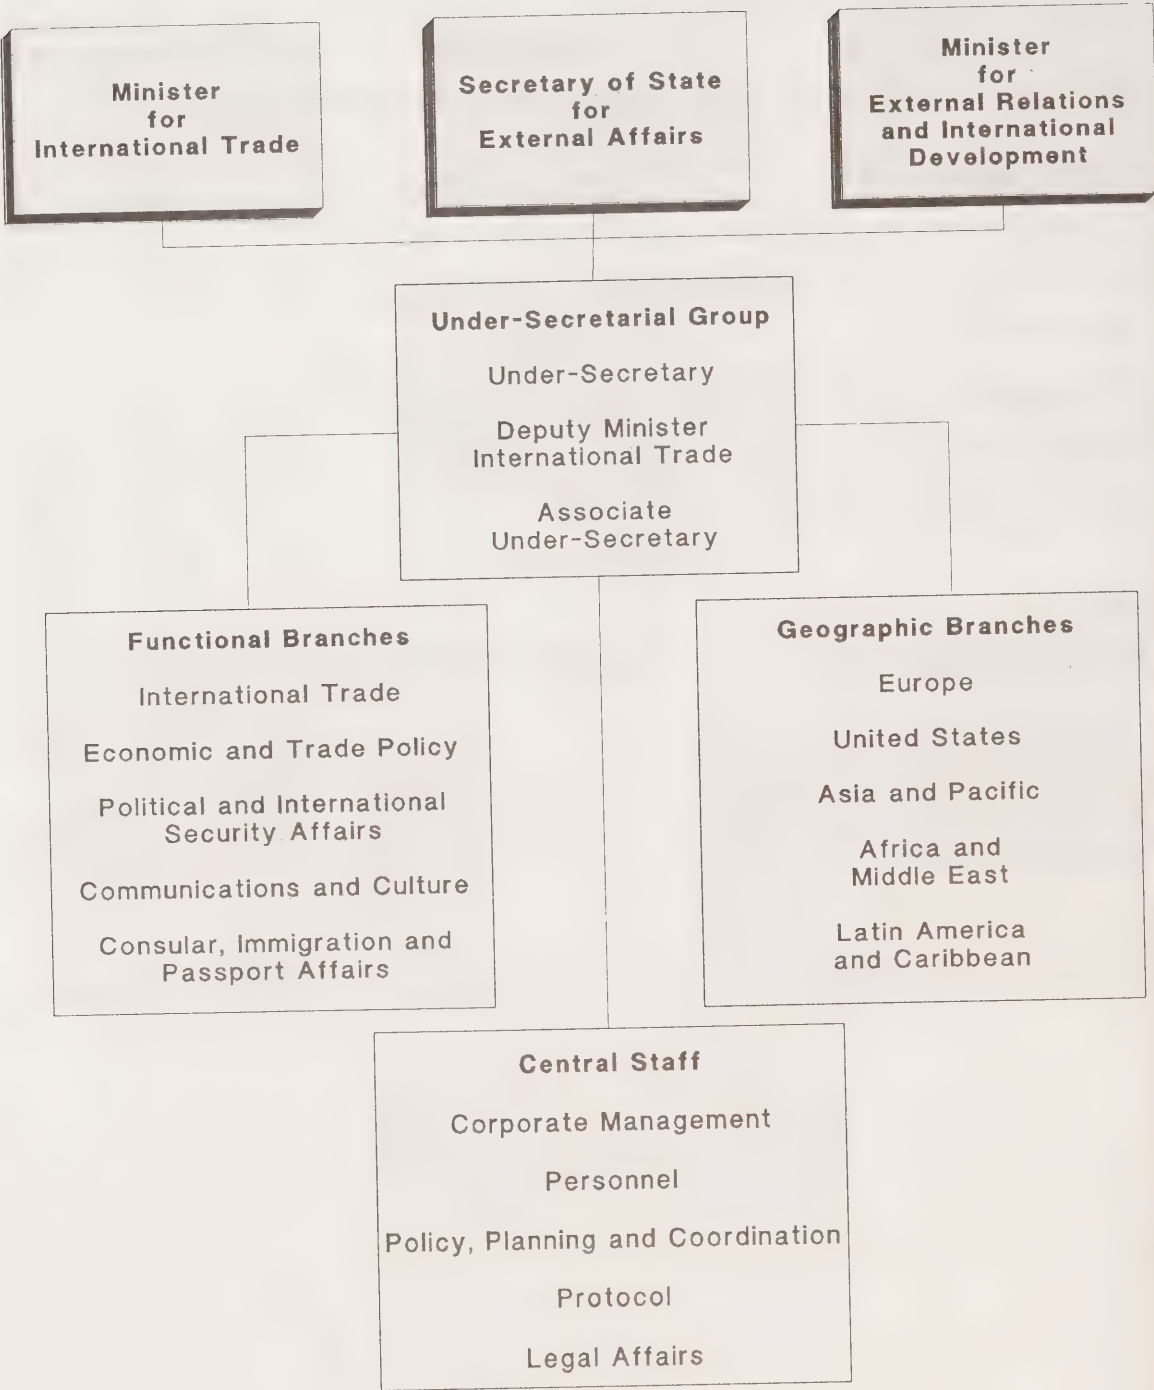 Minister
for
International Trade
Secretary of State
for
External Affairs
Minister
for
External Relations
and International
Development
Under-Secretarial Group
Under-Secretary
Deputy Minister
International Trade
Associate
Under-Secretary
Functional Branches
International Trade
Economic and Trade Policy
Political and International
Security Affairs
Communications and Culture
Consular, Immigration and
Passport Affairs
Geographic Branches
Europe
United States
Asia and Pacific
Africa and
Middle East
Latin America
and Caribbean
Central Staff
Corporate Management
Personnel
Policy, Planning and Coordination
Protocol
Legal Affairs